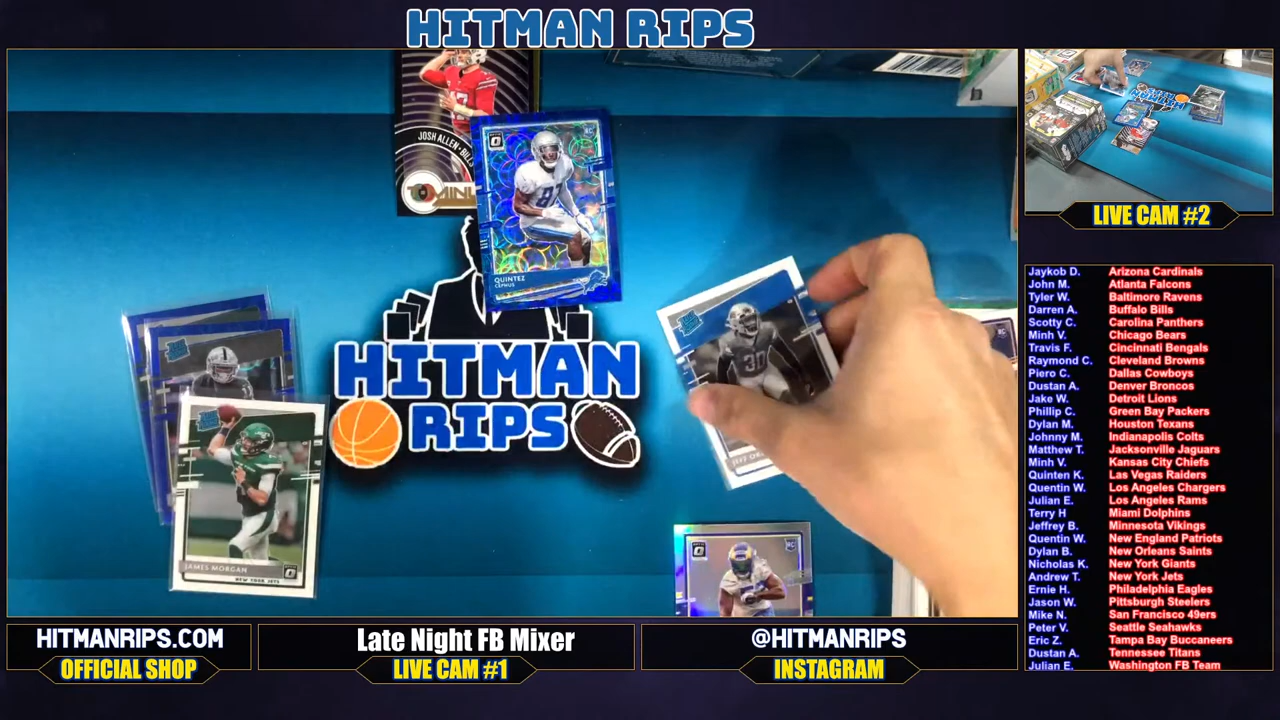 HITMAN RIPS
JOSH ALLEN • BILLS
OPTIC
RC
87
QUINTEZ
CEPHUS
30
HITMAN
RIPS
JAMES MORGAN
NEW YORK JETS
RC
LIVE CAM #2
Jaykob D. Arizona Cardinals
John M. Atlanta Falcons
Tyler W. Baltimore Ravens
Darren A. Buffalo Bills
Scotty C. Carolina Panthers
Minh V. Chicago Bears
Travis F. Cincinnati Bengals
Raymond C. Cleveland Browns
Piero C. Dallas Cowboys
Dustan A. Denver Broncos
Jake W. Detroit Lions
Phillip C. Green Bay Packers
Dylan M. Houston Texans
Johnny M. Indianapolis Colts
Matthew T. Jacksonville Jaguars
Minh V. Kansas City Chiefs
Quinten K. Las Vegas Raiders
Quentin W. Los Angeles Chargers
Julian E. Los Angeles Rams
Terry H Miami Dolphins
Jeffrey B. Minnesota Vikings
Quentin W. New England Patriots
Dylan B. New Orleans Saints
Nicholas K. New York Giants
Andrew T. New York Jets
Ernie H. Philadelphia Eagles
Jason W. Pittsburgh Steelers
Mike N. San Francisco 49ers
Peter V. Seattle Seahawks
Eric Z. Tampa Bay Buccaneers
Dustan A. Tennessee Titans
Julian E. Washington FB Team
HITMANRIPS.COM
OFFICIAL SHOP
Late Night FB Mixer
LIVE CAM #1
@HITMANRIPS
INSTAGRAM